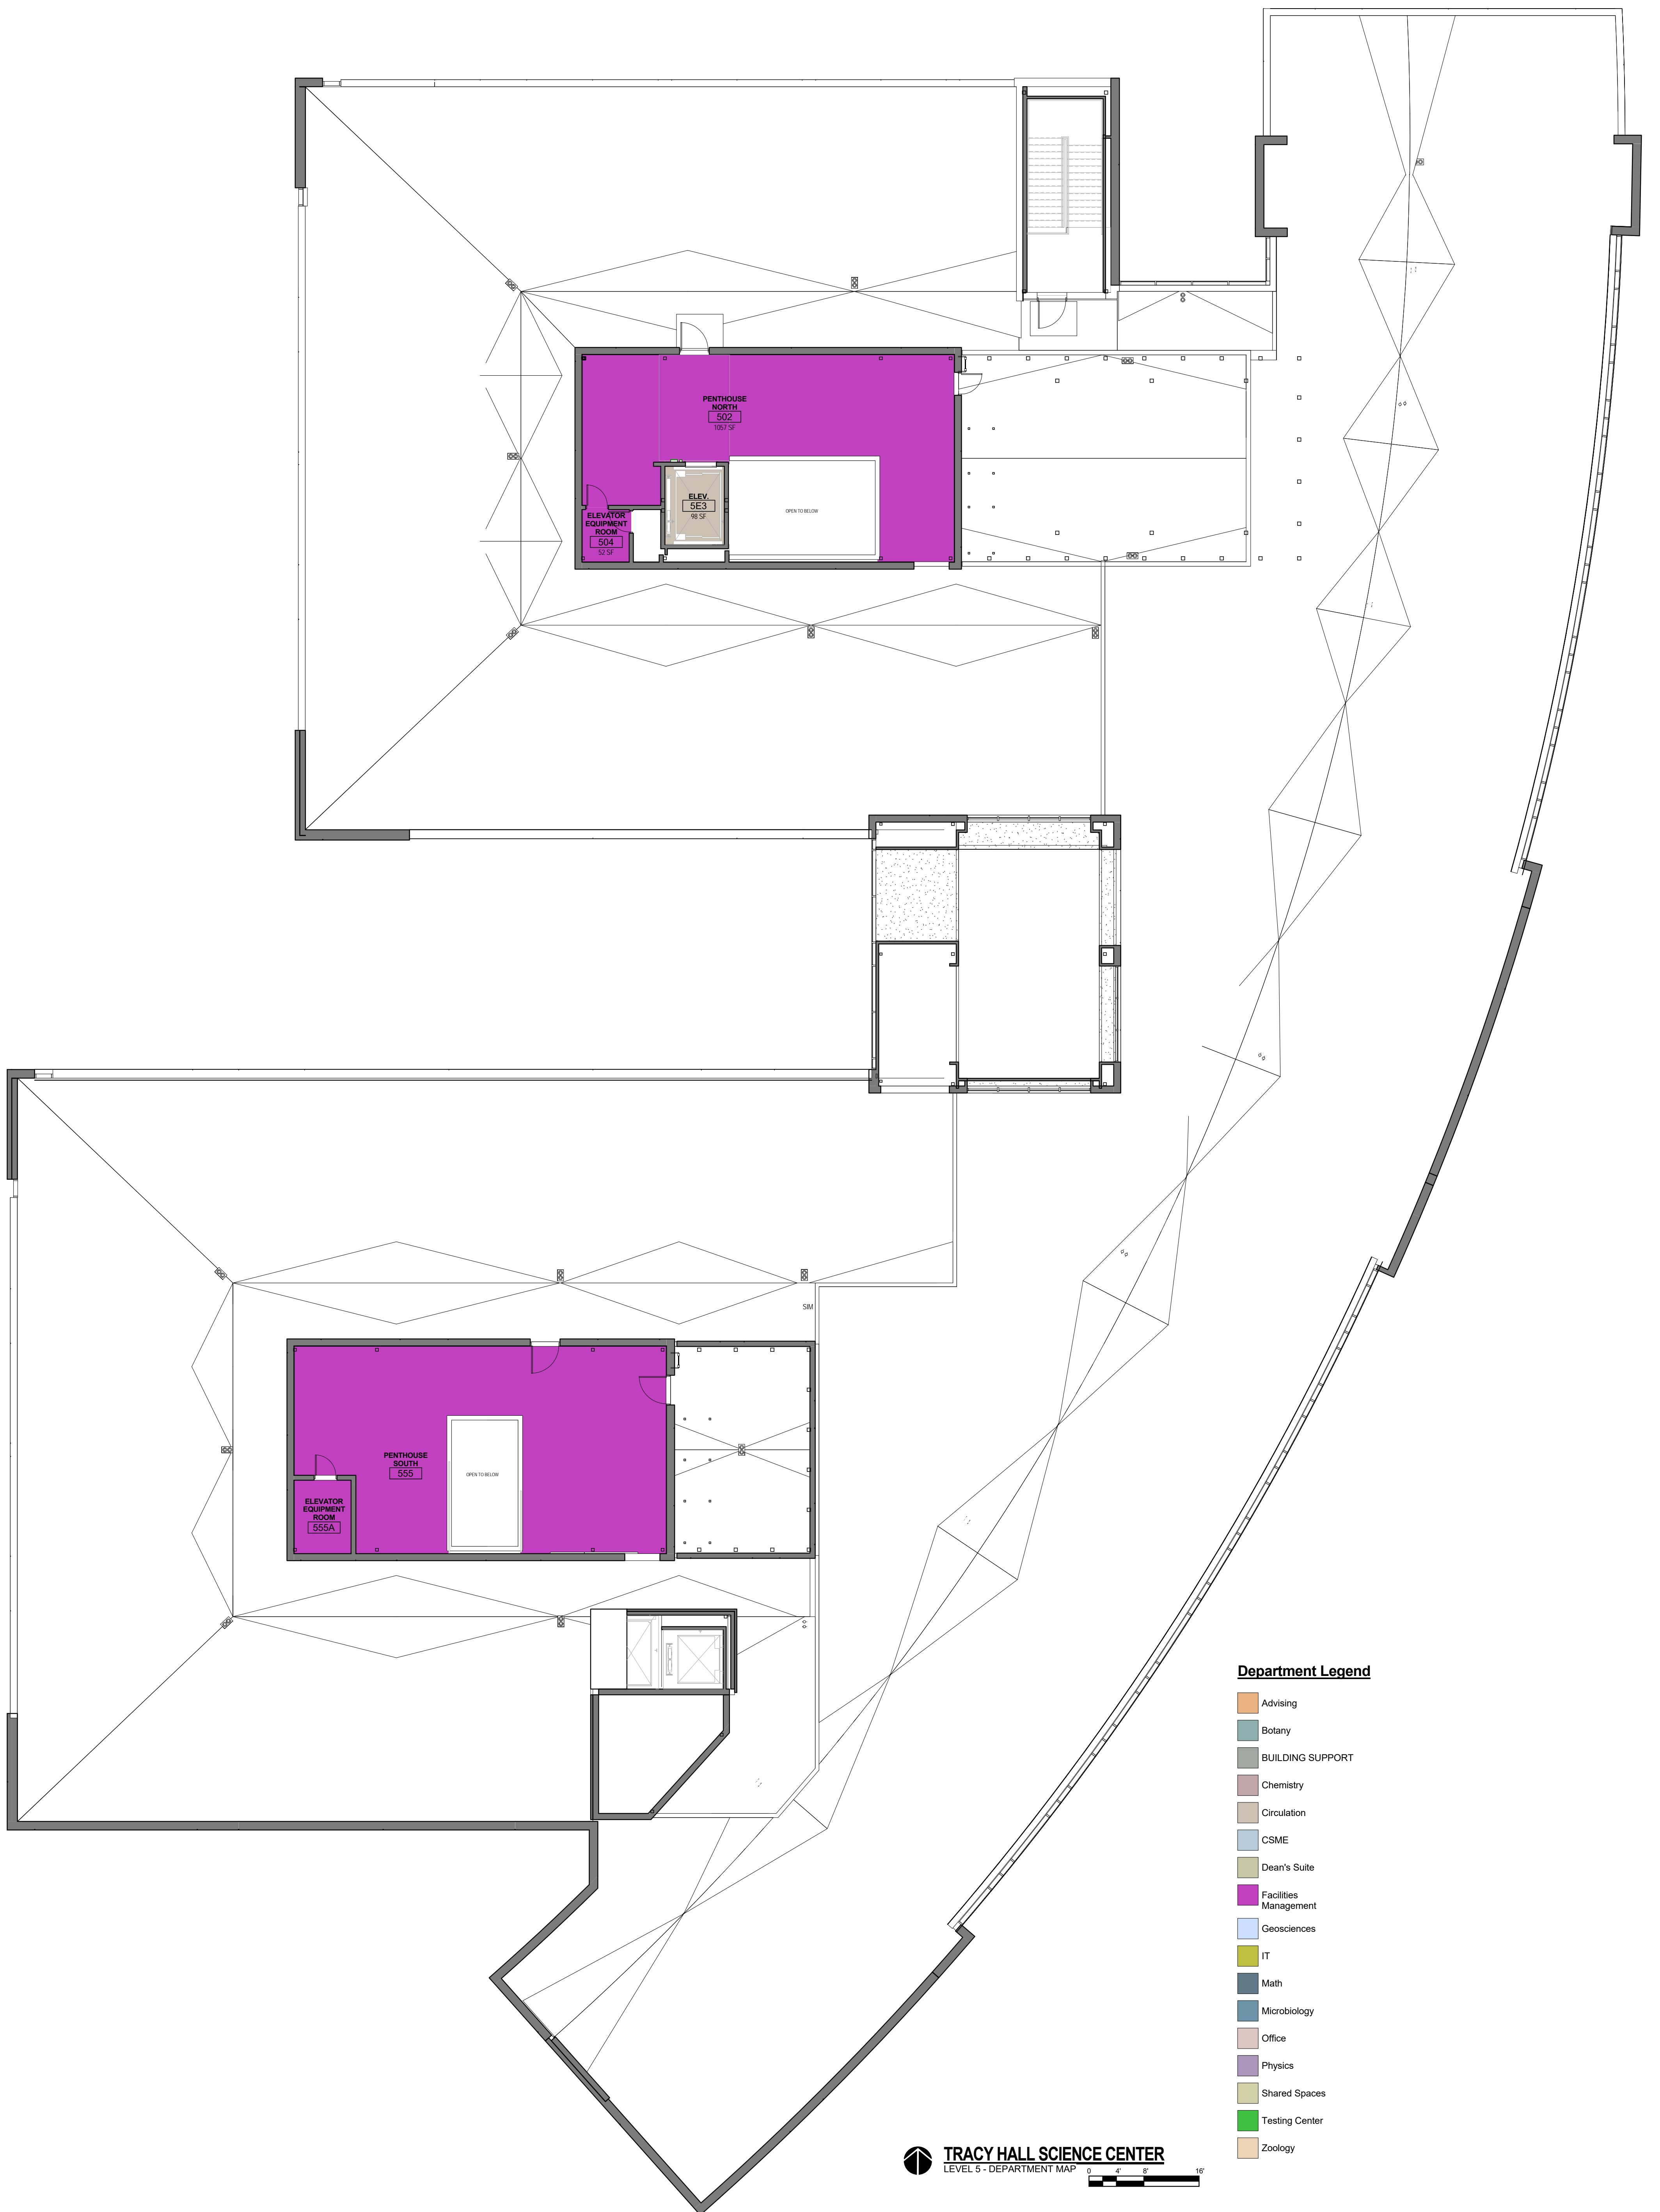 PENTHOUSE
NORTH
502
1057 SF
ELEV.
5E3
98 SF
OPEN TO BELOW
ELEVATOR
EQUIPMENT
ROOM
504
52 SF
SIM
PENTHOUSE
SOUTH
555
OPEN TO BELOW
ELEVATOR
EQUIPMENT
ROOM
555A
Department Legend
Advising
Botany
BUILDING SUPPORT
Chemistry
Circulation
CSME
Dean's Suite
Facilities
Management
Geosciences
IT
Math
Microbiology
Office
Physics
Shared Spaces
Testing Center
Zoology
TRACY HALL SCIENCE CENTER
LEVEL 5 - DEPARTMENT MAP
0 4' 8' 16'